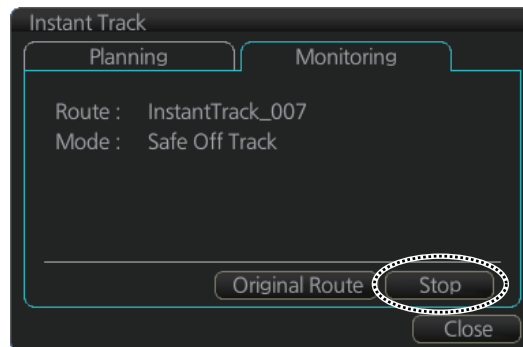 Instant Track
Planning Monitoring
Route : InstantTrack_007
Mode : Safe Off Track
Original Route Stop
Close